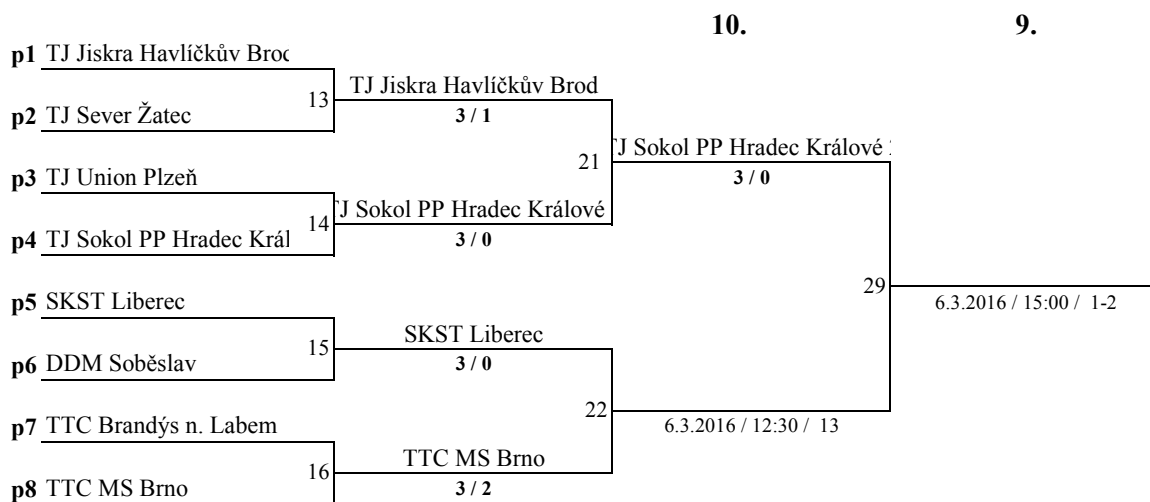 10. 9.
p1 TJ Jiskra Havlíčkův Brod
13 TJ Jiskra Havlíčkův Brod
p2 TJ Sever Žatec
3 / 1
21 TJ Sokol PP Hradec Králové
p3 TJ Union Plzeň
3 / 0
14 TJ Sokol PP Hradec Králové
p4 TJ Sokol PP Hradec Král
3 / 0
29
p5 SKST Liberec
6.3.2016 / 15:00 / 1-2
15 SKST Liberec
p6 DDM Soběslav
3 / 0
22
p7 TTC Brandýs n. Labem
6.3.2016 / 12:30 / 13
16 TTC MS Brno
p8 TTC MS Brno
3 / 2